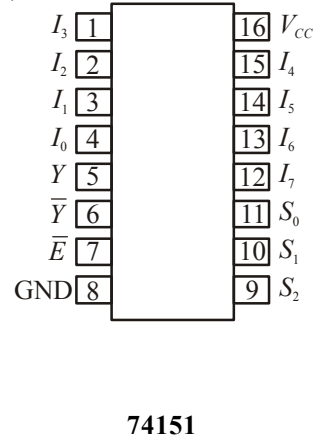 I₃ 1 16 V_CC
I₂ 2 15 I₄
I₁ 3 14 I₅
I₀ 4 13 I₆
Y 5 12 I₇
Y̅ 6 11 S₀
E̅ 7 10 S₁
GND 8 9 S₂
74151